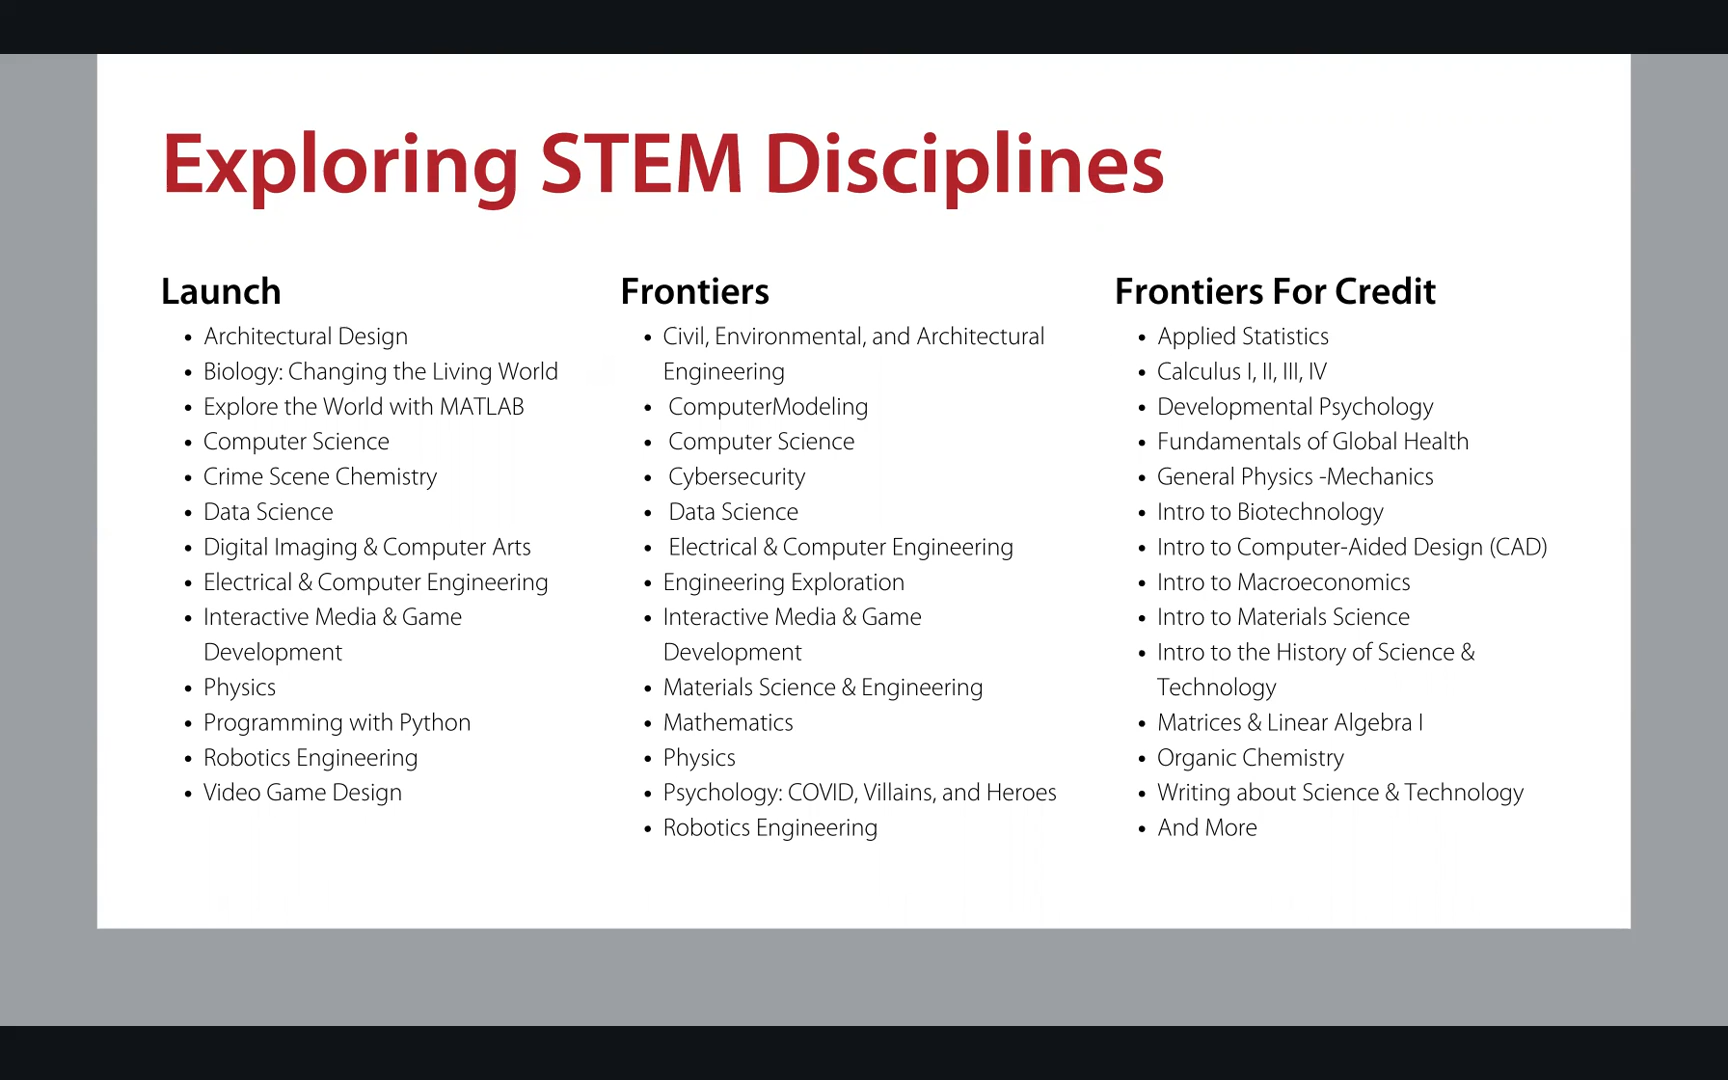 Exploring STEM Disciplines
Launch
• Architectural Design
• Biology: Changing the Living World
• Explore the World with MATLAB
• Computer Science
• Crime Scene Chemistry
• Data Science
• Digital Imaging & Computer Arts
• Electrical & Computer Engineering
• Interactive Media & Game
Development
• Physics
• Programming with Python
• Robotics Engineering
• Video Game Design
Frontiers
• Civil, Environmental, and Architectural
Engineering
• ComputerModeling
• Computer Science
• Cybersecurity
• Data Science
• Electrical & Computer Engineering
• Engineering Exploration
• Interactive Media & Game
Development
• Materials Science & Engineering
• Mathematics
• Physics
• Psychology: COVID, Villains, and Heroes
• Robotics Engineering
Frontiers For Credit
• Applied Statistics
• Calculus I, II, III, IV
• Developmental Psychology
• Fundamentals of Global Health
• General Physics -Mechanics
• Intro to Biotechnology
• Intro to Computer-Aided Design (CAD)
• Intro to Macroeconomics
• Intro to Materials Science
• Intro to the History of Science &
Technology
• Matrices & Linear Algebra I
• Organic Chemistry
• Writing about Science & Technology
• And More